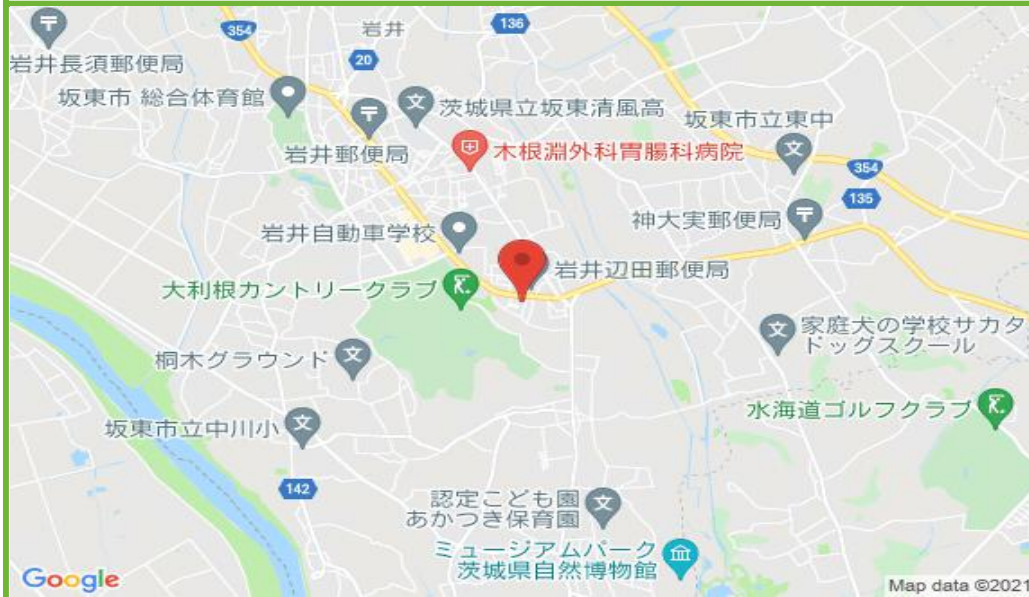 354
岩井
136
岩井長須郵便局
20
坂東市 総合体育館
茨城県立坂東清風高
坂東市立東中
岩井郵便局
木根淵外科胃腸科病院
354
135
神大実郵便局
岩井自動車学校
岩井辺田郵便局
大利根カントリークラブ
家庭犬の学校サカタ
ドッグスクール
桐木グラウンド
水海道ゴルフクラブ
坂東市立中川小
142
認定こども園
あかつき保育園
ミュージアムパーク
茨城県自然博物館
Google
Map data ©2021